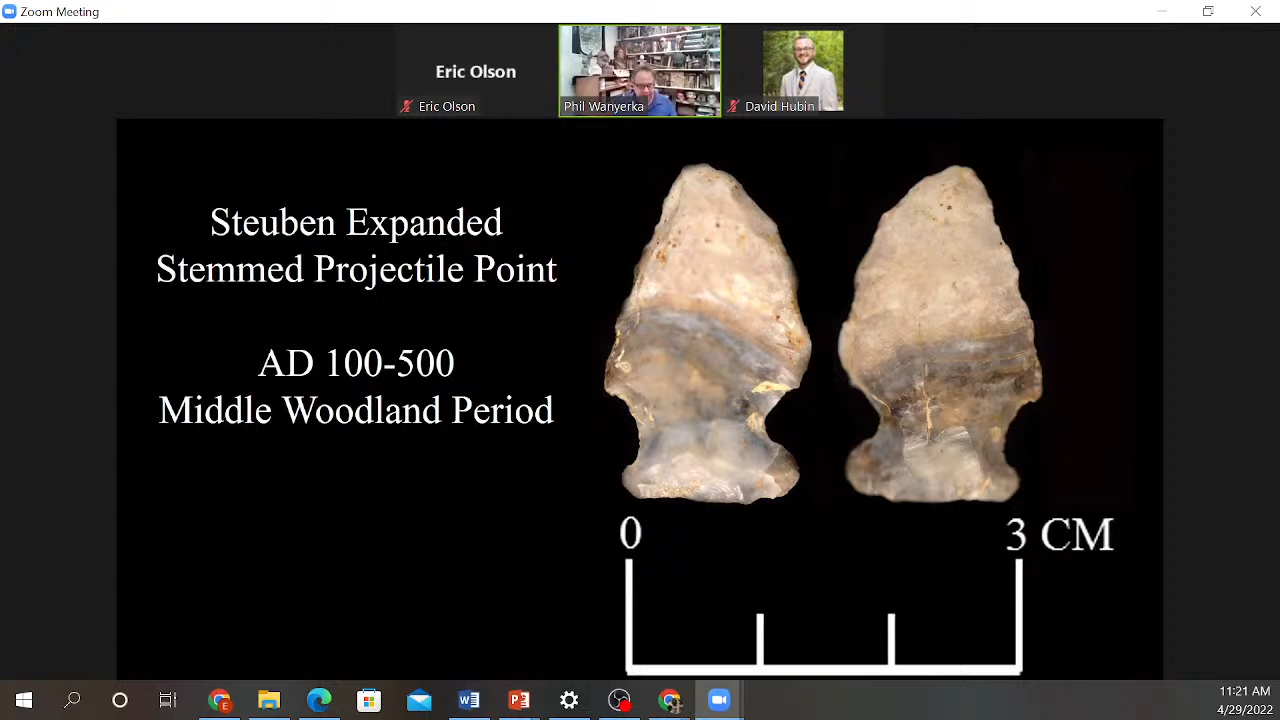 Zoom Meeting
Eric Olson
Eric Olson
Phil Wanyerka
David Hubin
Steuben Expanded
Stemmed Projectile Point
AD 100-500
Middle Woodland Period
0
3 CM
11:21 AM
4/29/2022